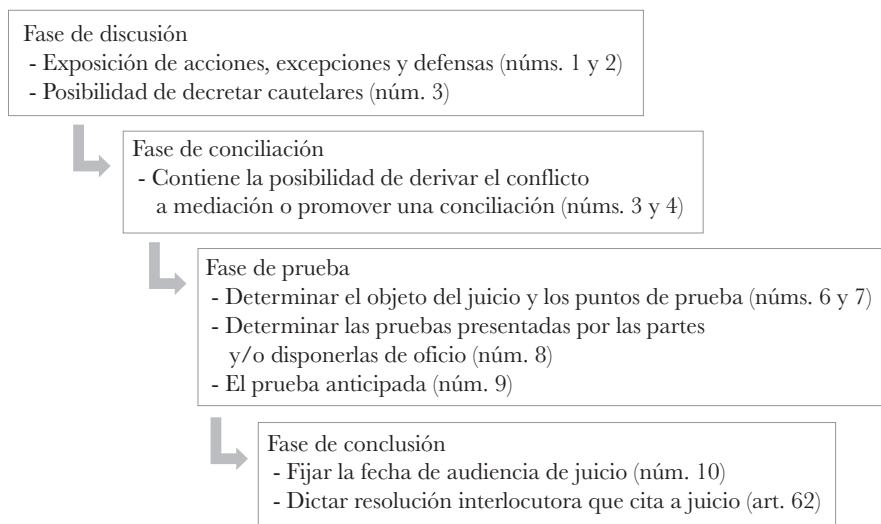 Fase de discusión
- Exposición de acciones, excepciones y defensas (núms. 1 y 2)
- Posibilidad de decretar cautelares (núm. 3)
Fase de conciliación
- Contiene la posibilidad de derivar el conflicto
a mediación o promover una conciliación (núms. 3 y 4)
Fase de prueba
- Determinar el objeto del juicio y los puntos de prueba (núms. 6 y 7)
- Determinar las pruebas presentadas por las partes
y/o disponerlas de oficio (núm. 8)
- El prueba anticipada (núm. 9)
Fase de conclusión
- Fijar la fecha de audiencia de juicio (núm. 10)
- Dictar resolución interlocutora que cita a juicio (art. 62)